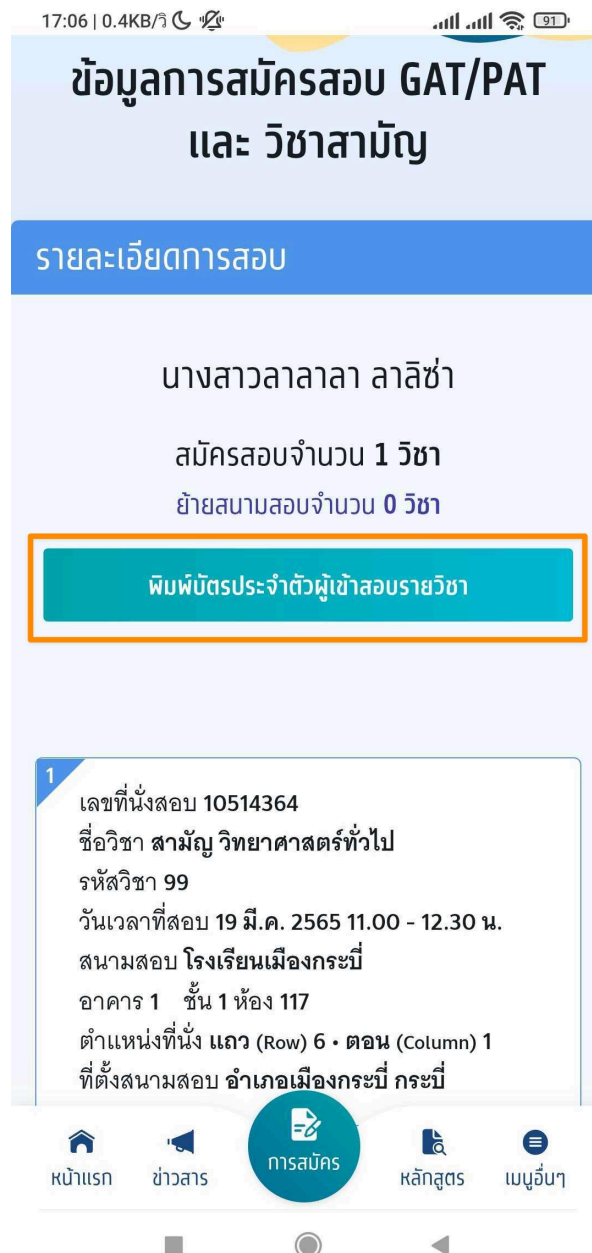 17:06 | 0.4KB/วิ
91
ข้อมูลการสมัครสอบ GAT/PAT
และ วิชาสามัญ
รายละเอียดการสอบ
นางสาวลาลาลา ลาลิซ่า
สมัครสอบจำนวน 1 วิชา
ย้ายสนามสอบจำนวน 0 วิชา
พิมพ์บัตรประจำตัวผู้เข้าสอบรายวิชา
1
เลขที่นั่งสอบ 10514364
ชื่อวิชา สามัญ วิทยาศาสตร์ทั่วไป
รหัสวิชา 99
วันเวลาที่สอบ 19 มี.ค. 2565 11.00 - 12.30 น.
สนามสอบ โรงเรียนเมืองกระบี่
อาคาร 1 ชั้น 1 ห้อง 117
ตำแหน่งที่นั่ง แถว (Row) 6 • ตอน (Column) 1
ที่ตั้งสนามสอบ อำเภอเมืองกระบี่ กระบี่
หน้าแรก ข่าวสาร การสมัคร หลักสูตร เมนูอื่นๆ